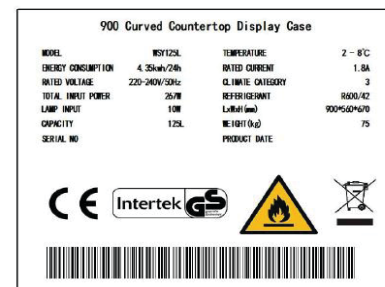 900 Curved Countertop Display Case
MODEL WSY125L TEMPERATURE 2 - 8℃
ENERGY CONSUMPTION 4.35kwh/24h RATED CURRENT 1.8A
RATED VOLTAGE 220-240V/50Hz CLIMATE CATEGORY 3
TOTAL INPUT POWER 267W REFERIGERANT R600/42
LAMP INPUT 10W LxWxH(mm) 900*560*670
CAPACITY 125L WEIGHT(kg) 75
SERIAL NO PRODUCT DATE
CE Intertek GS